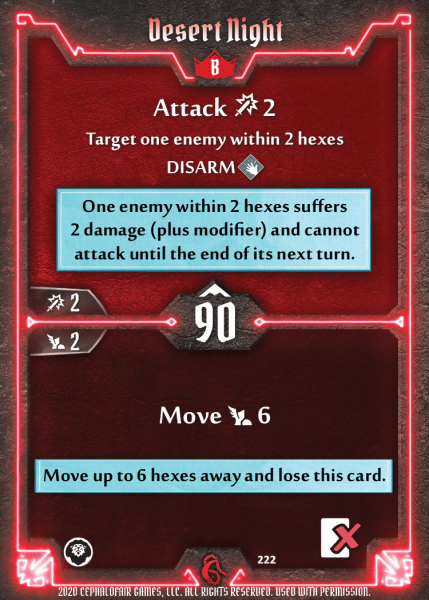 Desert Night
B
Attack 2
Target one enemy within 2 hexes
DISARM
One enemy within 2 hexes suffers
2 damage (plus modifier) and cannot
attack until the end of its next turn.
2
90
2
Move 6
Move up to 6 hexes away and lose this card.
222
2020 CEPHALOFAIR GAMES, LLC. ALL RIGHTS RESERVED. USED WITH PERMISSION.